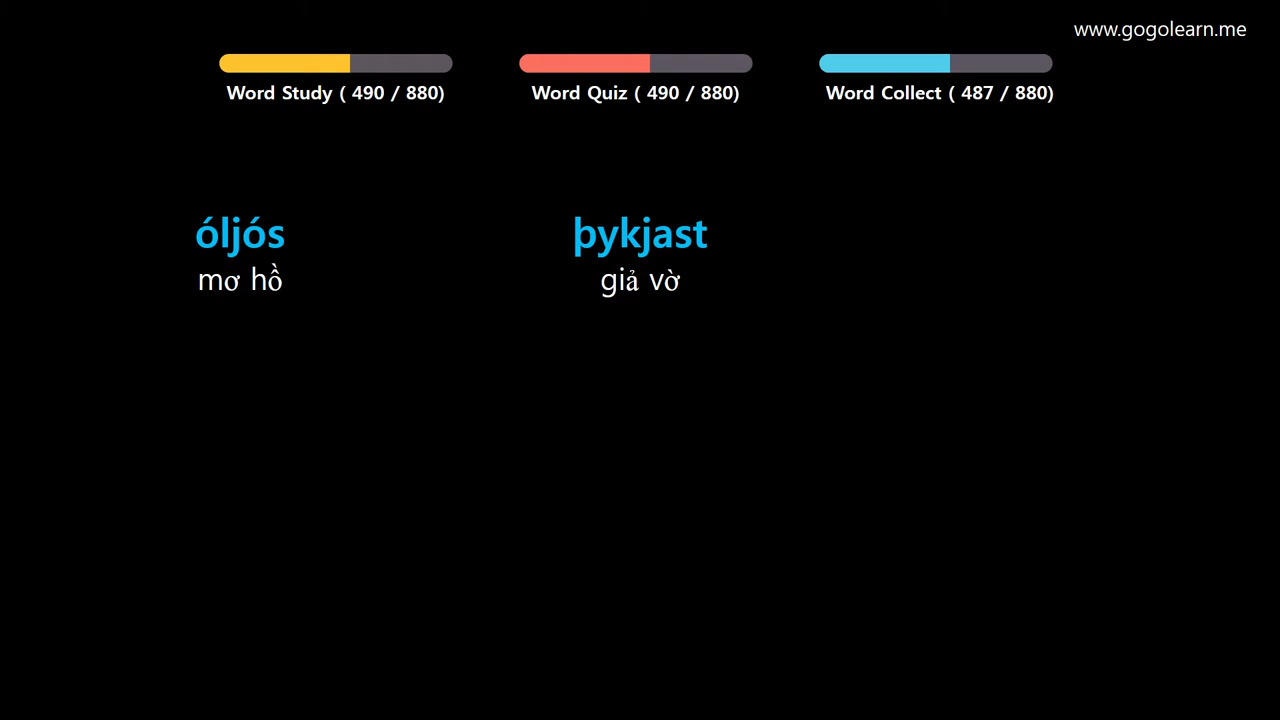 www.gogolearn.me
Word Study ( 490 / 880)
Word Quiz ( 490 / 880)
Word Collect ( 487 / 880)
óljós
mơ hồ
þykjast
giả vờ